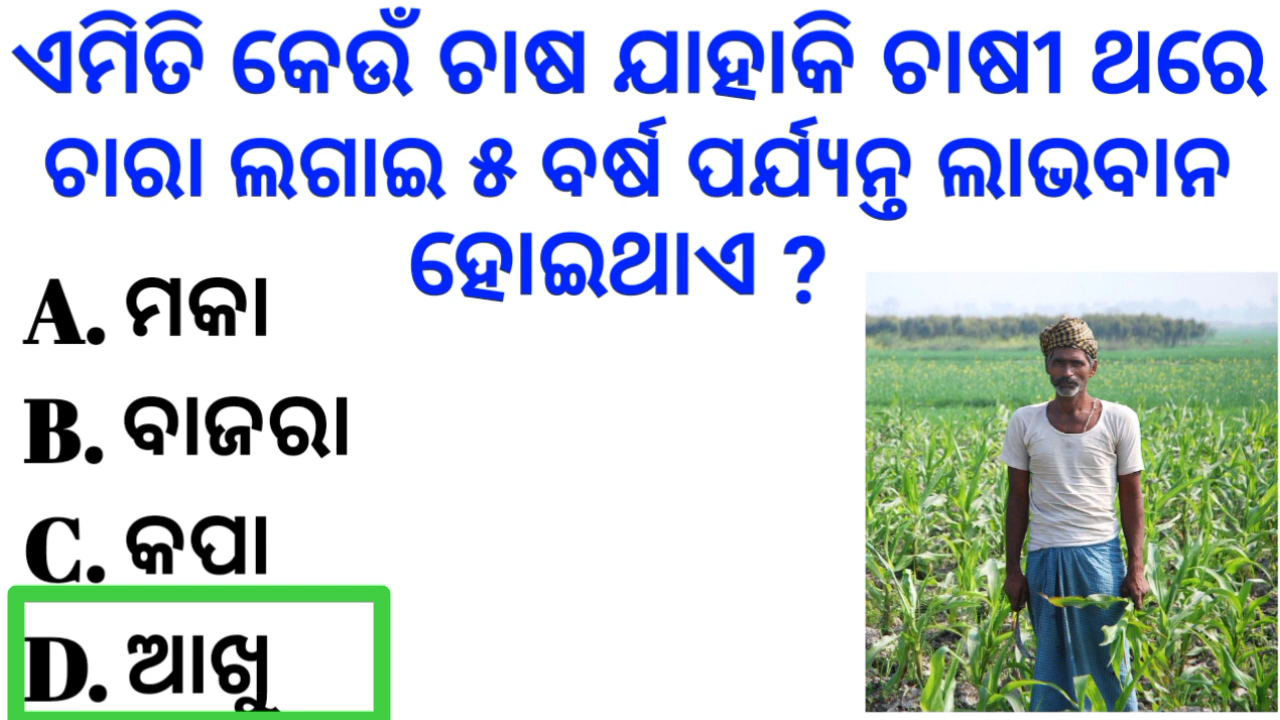 ଏମିତି କେଉଁ ଚାଷ ଯାହାକି ଚାଷୀ ଥରେ
ଚାରା ଲଗାଇ ୫ ବର୍ଷ ପର୍ଯ୍ୟନ୍ତ ଲାଭବାନ
ହୋଇଥାଏ ?
A. ମକା
B. ବାଜରା
C. କପା
D. ଆଖୁ